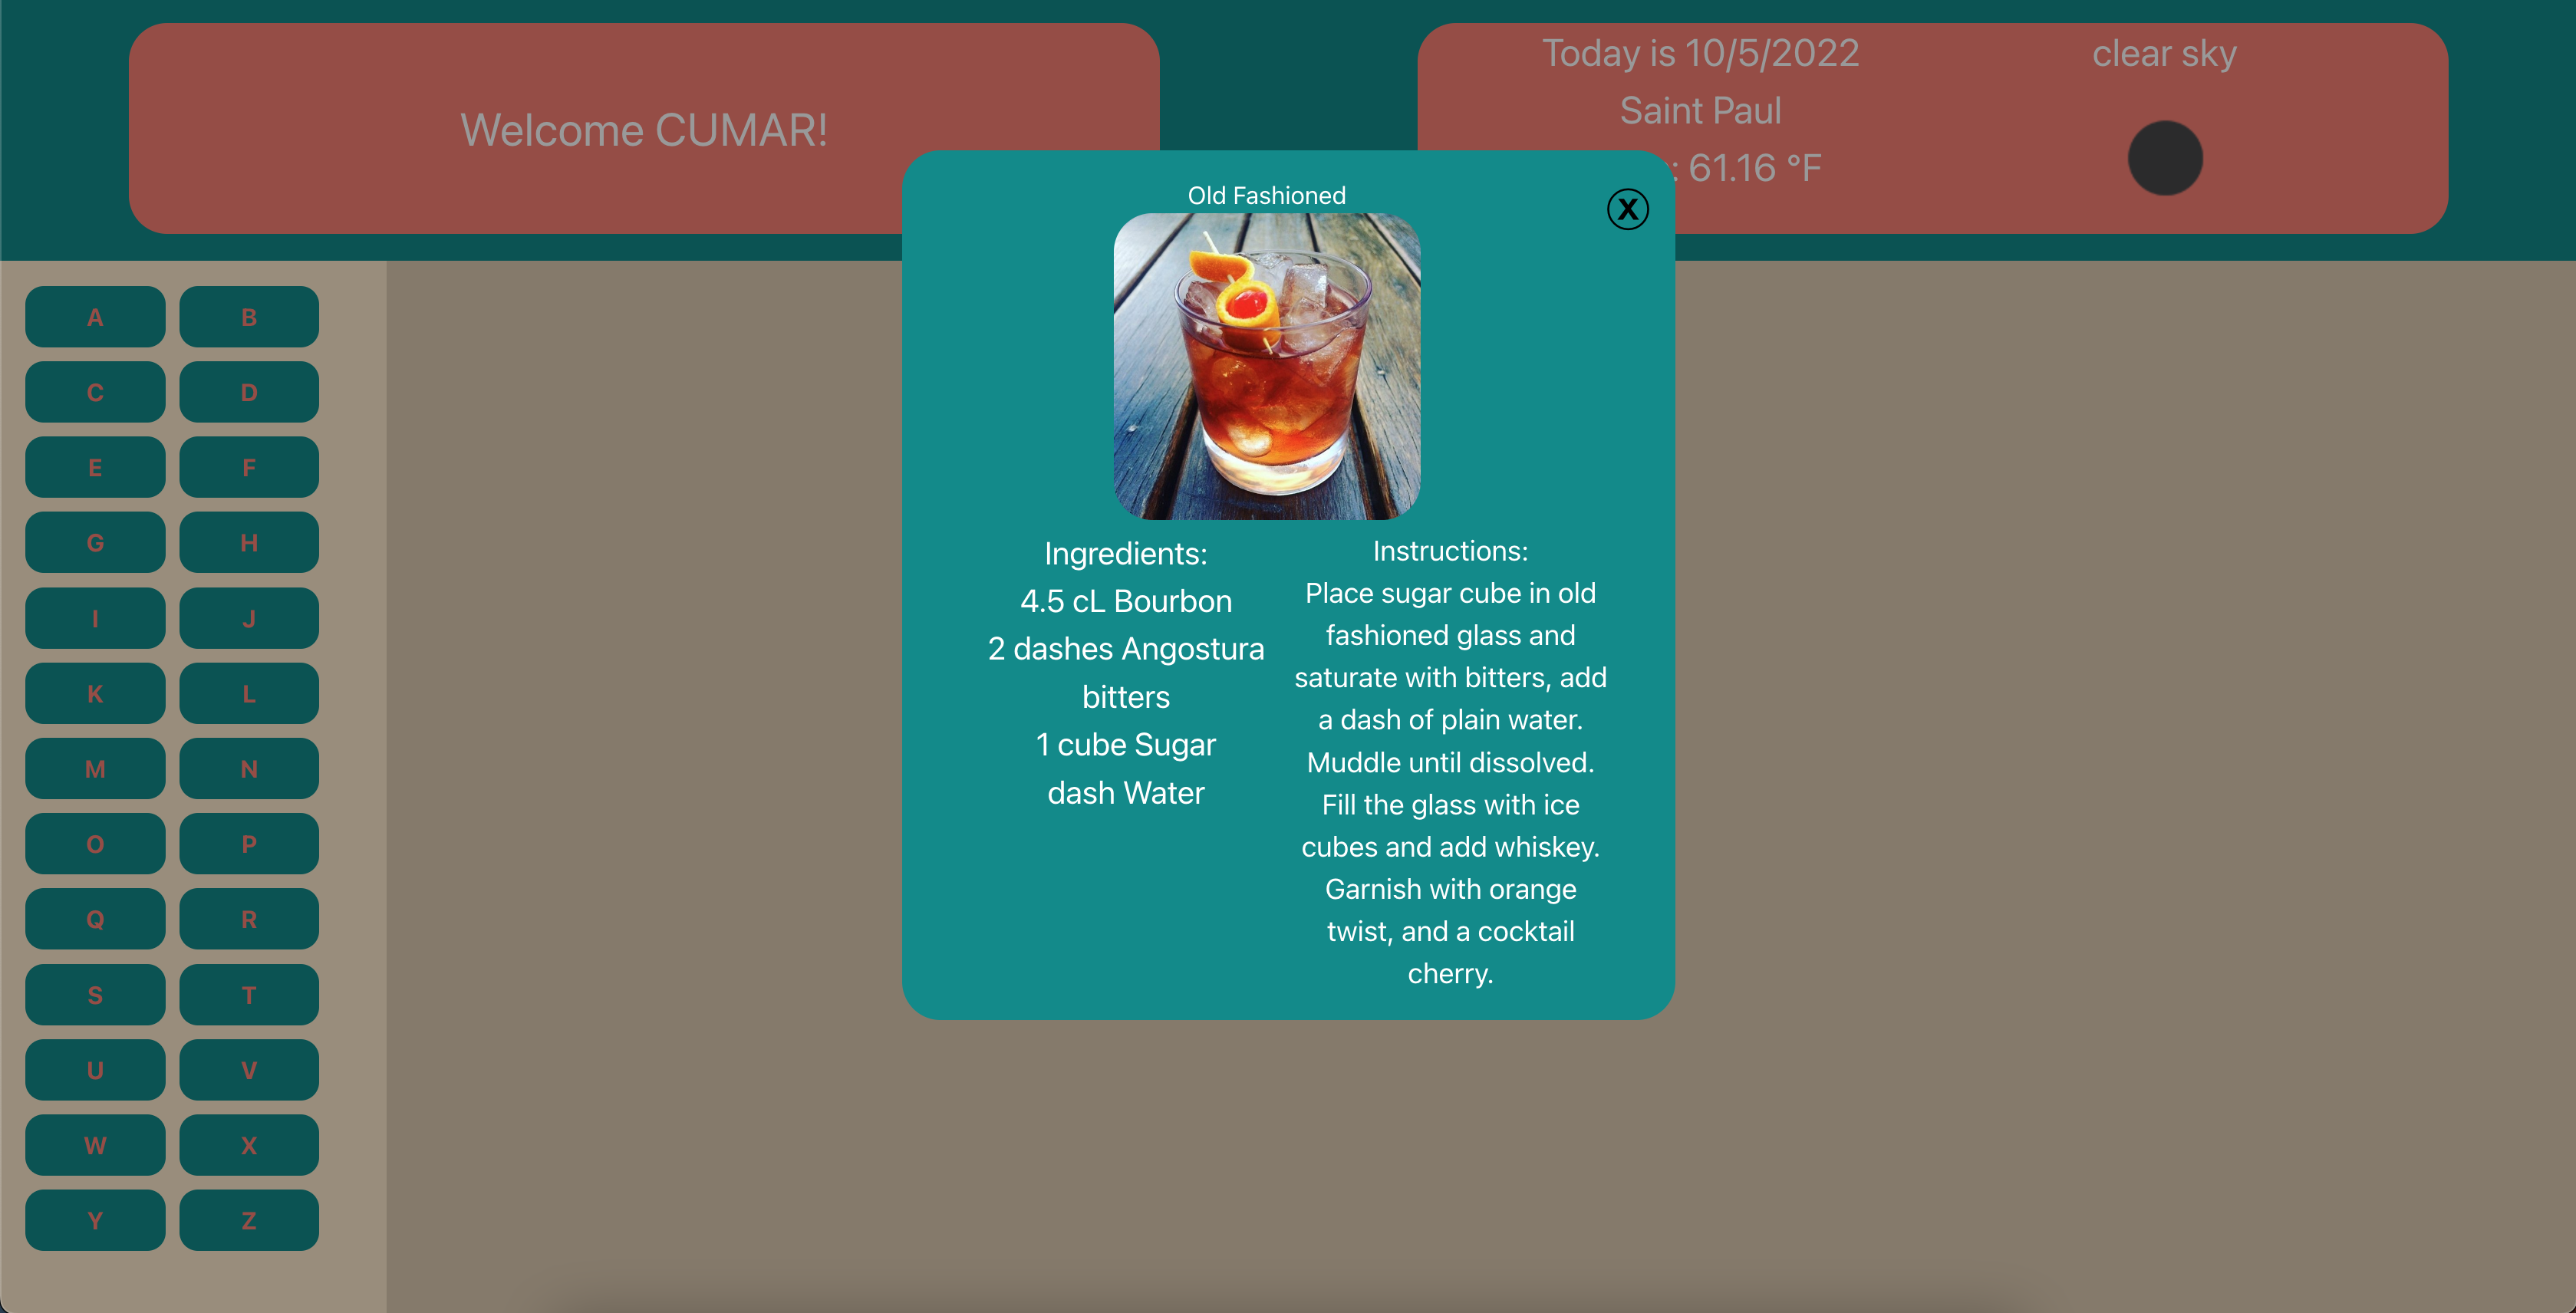 Welcome CUMAR!
Today is 10/5/2022
Saint Paul
: 61.16 °F
clear sky
Old Fashioned
X
Ingredients:
4.5 cL Bourbon
2 dashes Angostura
bitters
1 cube Sugar
dash Water
Instructions:
Place sugar cube in old
fashioned glass and
saturate with bitters, add
a dash of plain water.
Muddle until dissolved.
Fill the glass with ice
cubes and add whiskey.
Garnish with orange
twist, and a cocktail
cherry.
A B
C D
E F
G H
I J
K L
M N
O P
Q R
S T
U V
W X
Y Z